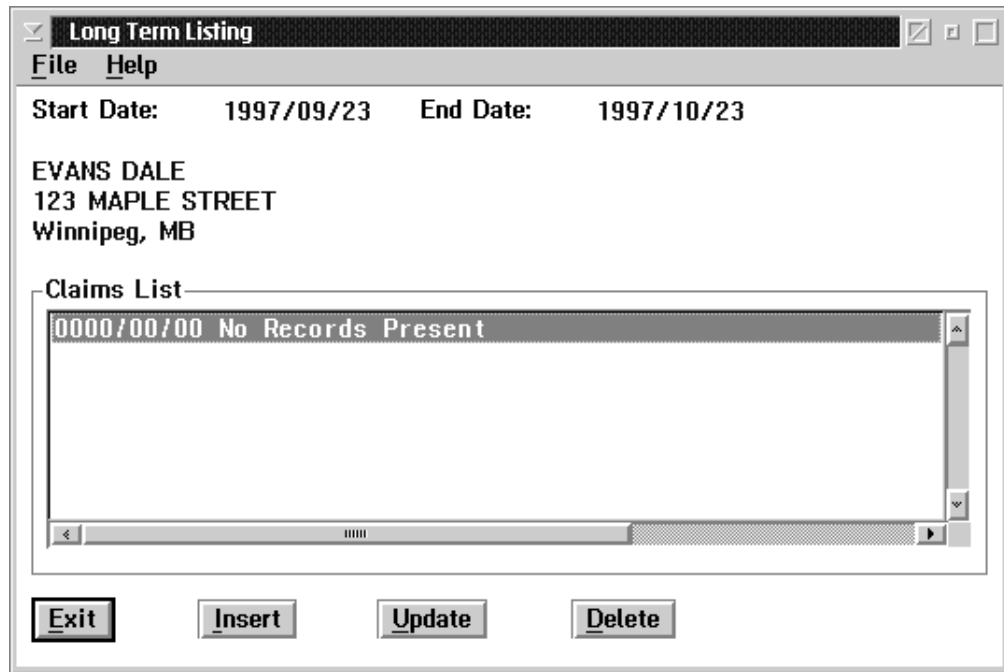 Long Term Listing
File Help
Start Date: 1997/09/23 End Date: 1997/10/23
EVANS DALE
123 MAPLE STREET
Winnipeg, MB
Claims List
0000/00/00 No Records Present
Exit Insert Update Delete